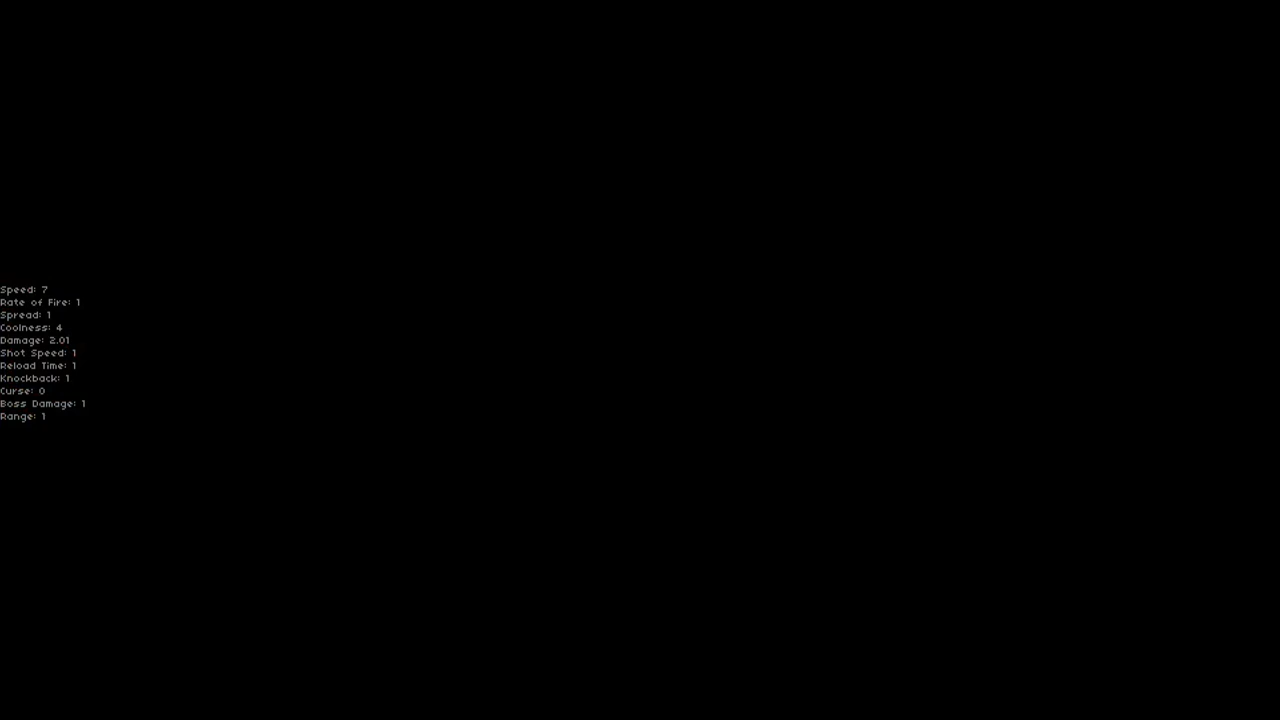 Speed: 7
Rate of Fire: 1
Spread: 1
Coolness: 4
Damage: 2.01
Shot Speed: 1
Reload Time: 1
Knockback: 1
Curse: 0
Boss Damage: 1
Range: 1